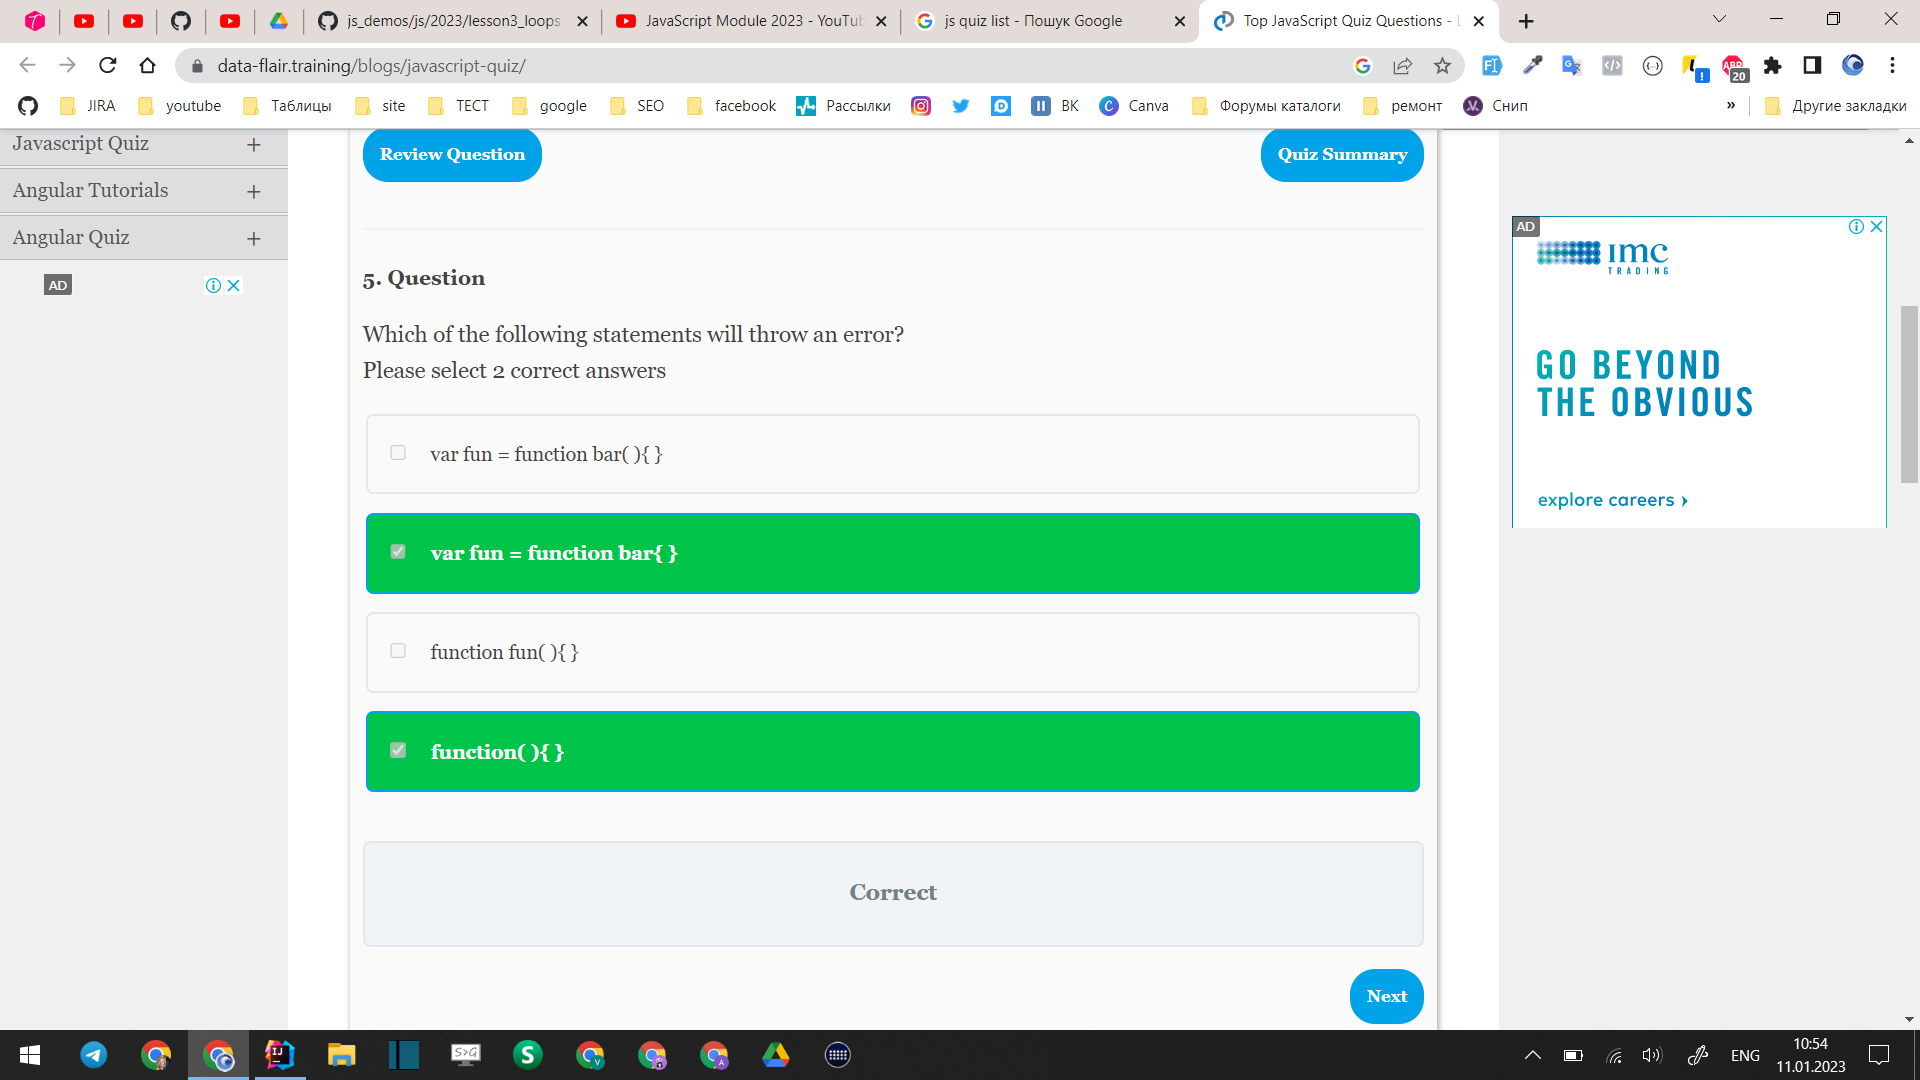 js_demos/js/2023/lesson3_loops
JavaScript Module 2023 - YouTub
js quiz list - Пошук Google
Top JavaScript Quiz Questions - L
data-flair.training/blogs/javascript-quiz/
20
JIRA
youtube
Таблицы
site
ТЕСТ
google
SEO
facebook
Рассылки
ВК
Canva
Форумы каталоги
ремонт
Снип
»
Другие закладки
Javascript Quiz +
Angular Tutorials +
Angular Quiz +
AD
Review Question
Quiz Summary
5. Question
Which of the following statements will throw an error?
Please select 2 correct answers
var fun = function bar( ){ }
var fun = function bar{ }
function fun( ){ }
function( ){ }
Correct
Next
AD
imc
TRADING
GO BEYOND
THE OBVIOUS
explore careers ›
ENG
10:54
11.01.2023